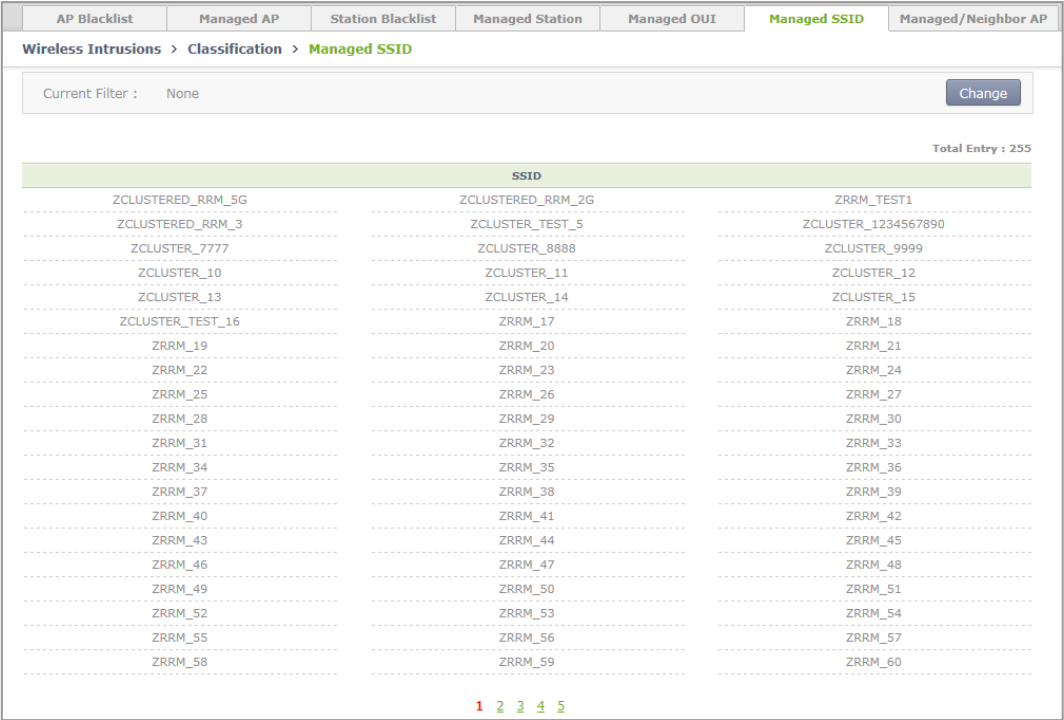 AP Blacklist Managed AP Station Blacklist Managed Station Managed OUI Managed SSID Managed/Neighbor AP
Wireless Intrusions > Classification > Managed SSID
Current Filter : None Change
Total Entry : 255
SSID
ZCLUSTERED_RRM_5G ZCLUSTERED_RRM_2G ZRRM_TEST1
ZCLUSTERED_RRM_3 ZCLUSTER_TEST_5 ZCLUSTER_1234567890
ZCLUSTER_7777 ZCLUSTER_8888 ZCLUSTER_9999
ZCLUSTER_10 ZCLUSTER_11 ZCLUSTER_12
ZCLUSTER_13 ZCLUSTER_14 ZCLUSTER_15
ZCLUSTER_TEST_16 ZRRM_17 ZRRM_18
ZRRM_19 ZRRM_20 ZRRM_21
ZRRM_22 ZRRM_23 ZRRM_24
ZRRM_25 ZRRM_26 ZRRM_27
ZRRM_28 ZRRM_29 ZRRM_30
ZRRM_31 ZRRM_32 ZRRM_33
ZRRM_34 ZRRM_35 ZRRM_36
ZRRM_37 ZRRM_38 ZRRM_39
ZRRM_40 ZRRM_41 ZRRM_42
ZRRM_43 ZRRM_44 ZRRM_45
ZRRM_46 ZRRM_47 ZRRM_48
ZRRM_49 ZRRM_50 ZRRM_51
ZRRM_52 ZRRM_53 ZRRM_54
ZRRM_55 ZRRM_56 ZRRM_57
ZRRM_58 ZRRM_59 ZRRM_60
1 2 3 4 5